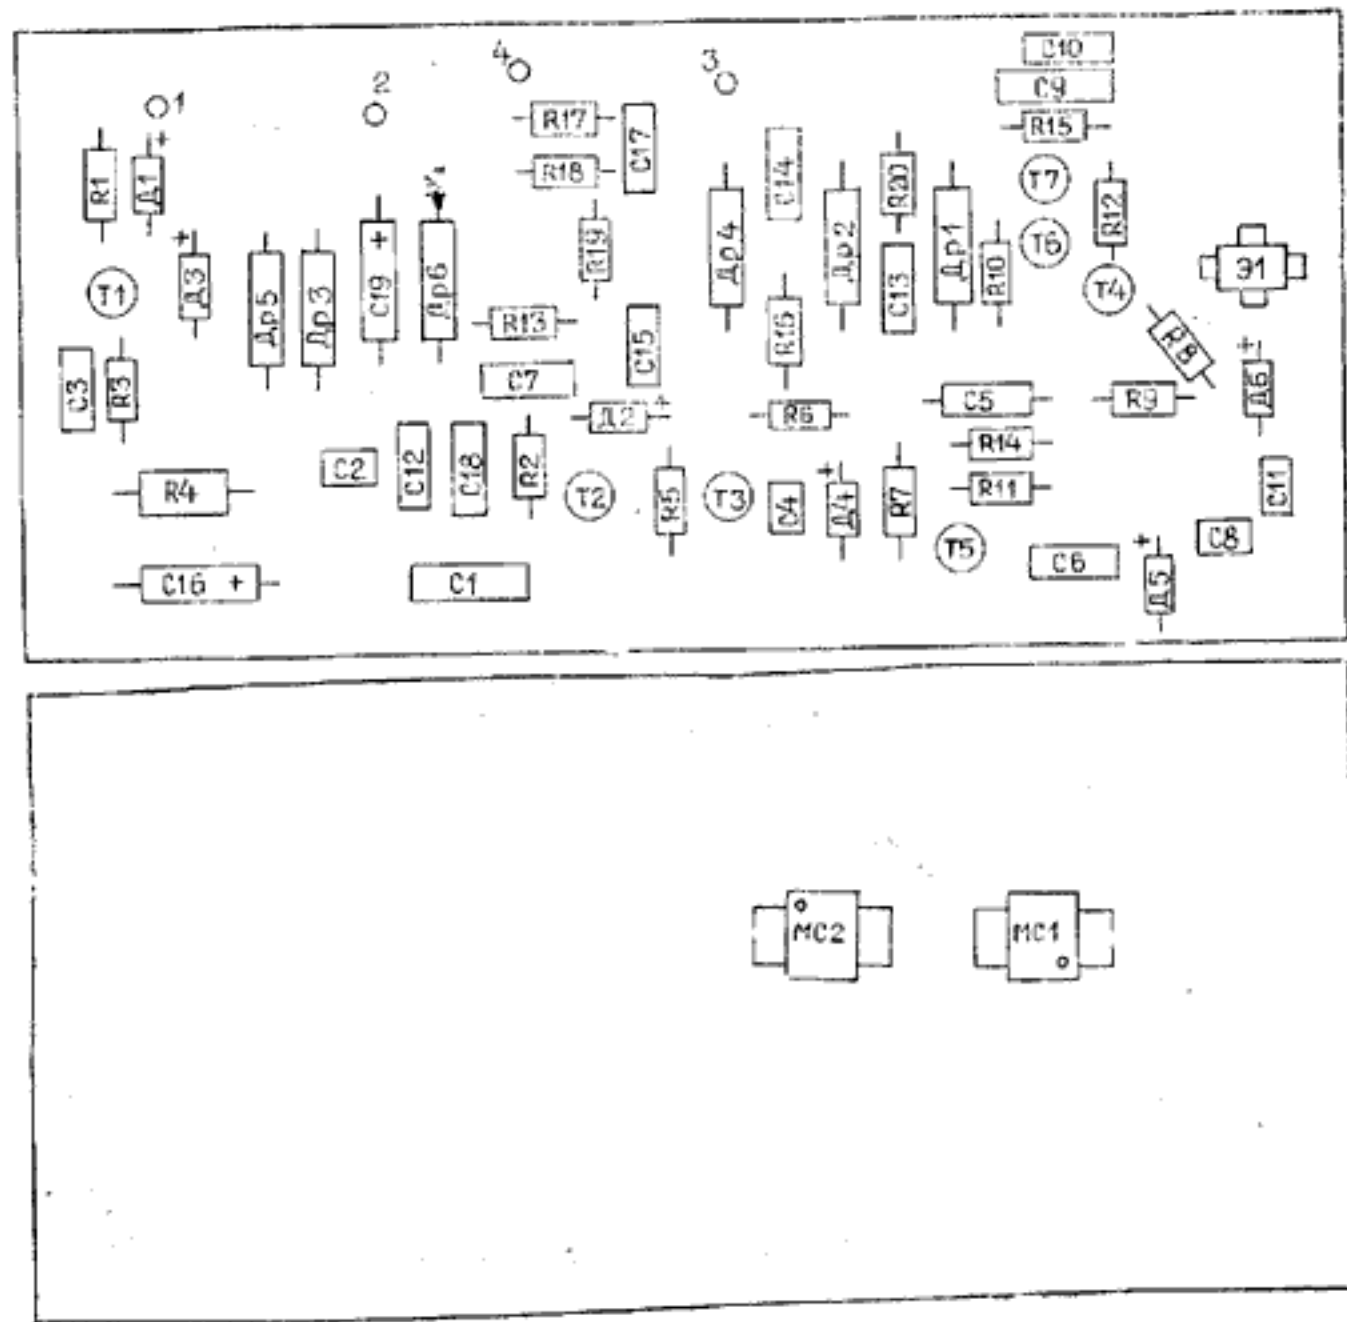 C10
4
3
C9
1
2
R17
C17
R15
R1
Д1
+
R18
C14
R20
T7
R12
Др4
Др2
Др1
T6
R19
R10
Э1
+
Д3
C19 +
Др6
Др5
Др3
T1
C13
T4
R13
C15
R16
R8
+
Д6
C3
R3
C7
C5
R9
Д2
+
R6
R14
C2
C12
C18
R2
R4
T2
R5
T3
C4
+
Д4
R7
R11
C11
T5
C8
C6
+
Д5
C16 +
C1
MC2
MC1